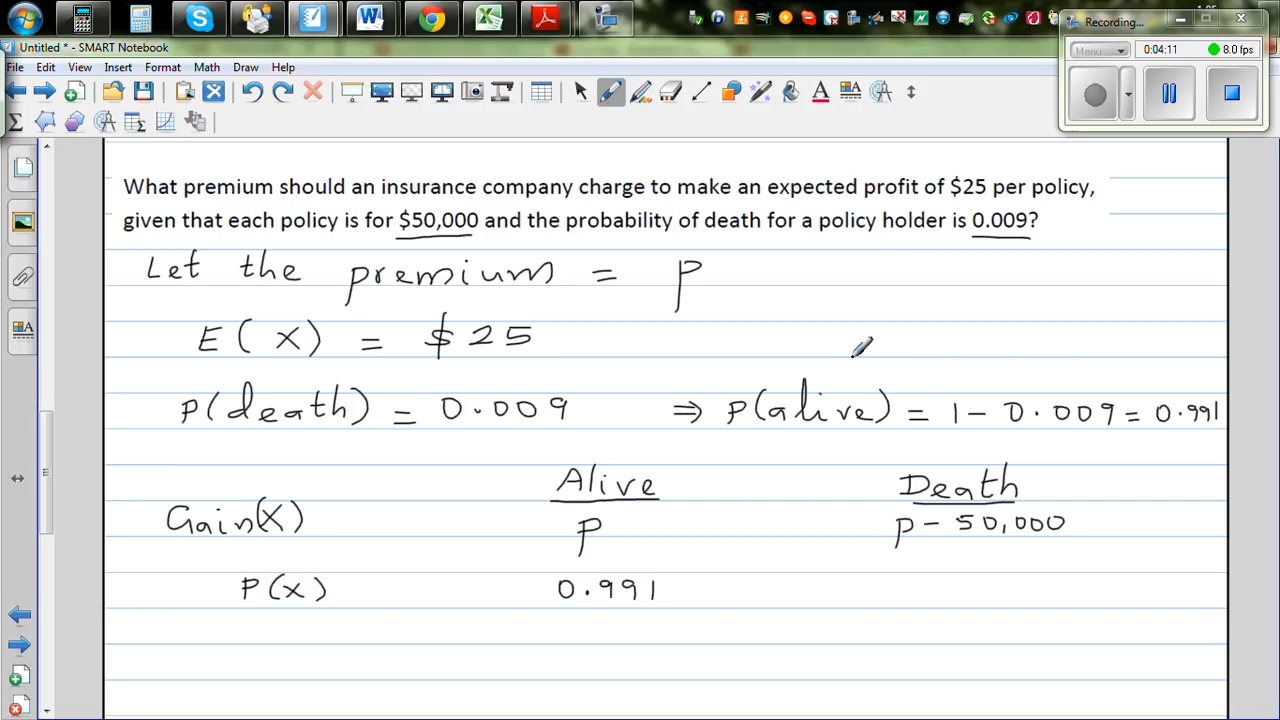 Recording...
Menu
0:04:11
8.0 fps
Untitled * - SMART Notebook
File Edit View Insert Format Math Draw Help
What premium should an insurance company charge to make an expected profit of $25 per policy,
given that each policy is for $50,000 and the probability of death for a policy holder is 0.009?
Let the premium = p
E(X) = $25
P(death) = 0.009 ⇒ P(alive) = 1 - 0.009 = 0.991
Alive Death
Gain(X) p p - 50,000
P(x) 0.991